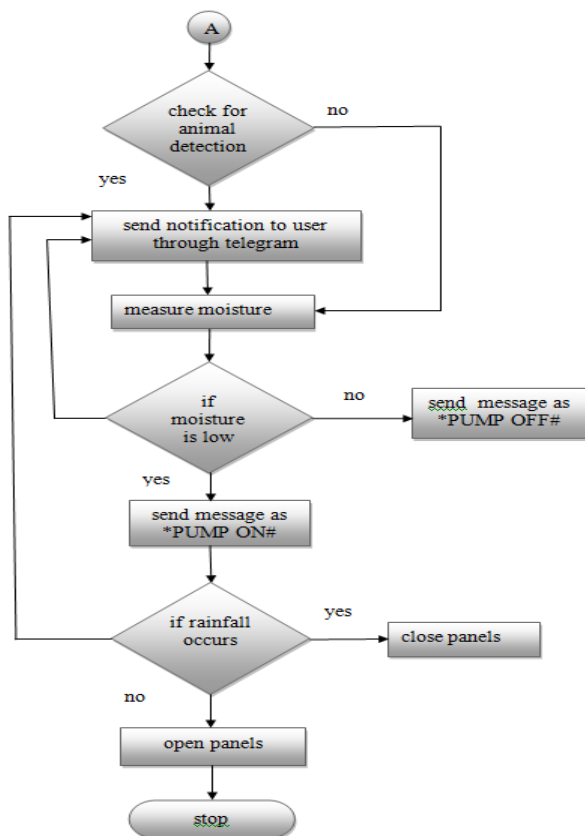 A
check for
animal
detection
no
yes
send notification to user
through telegram
measure moisture
if
moisture
is low
no
send message as
*PUMP OFF#
yes
send message as
*PUMP ON#
if rainfall
occurs
yes
close panels
no
open panels
stop